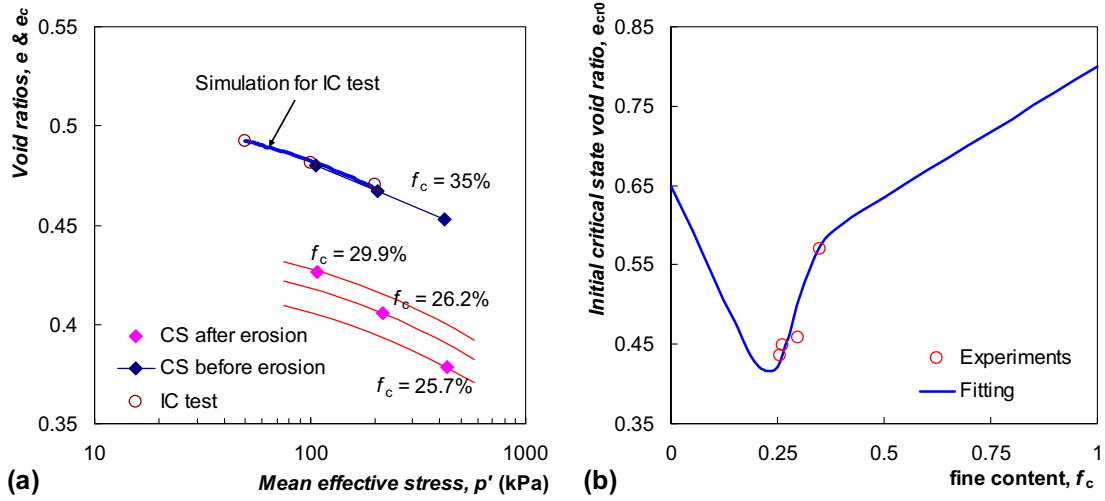 Void ratios, e & ec
0.55
0.5
0.45
0.4
0.35
Simulation for IC test
fc = 35%
fc = 29.9%
fc = 26.2%
fc = 25.7%
CS after erosion
CS before erosion
IC test
10
100
1000
(a)
Mean effective stress, p' (kPa)
Initial critical state void ratio, ecr0
0.85
0.75
0.65
0.55
0.45
0.35
Experiments
Fitting
0
0.25
0.5
0.75
1
(b)
fine content, fc